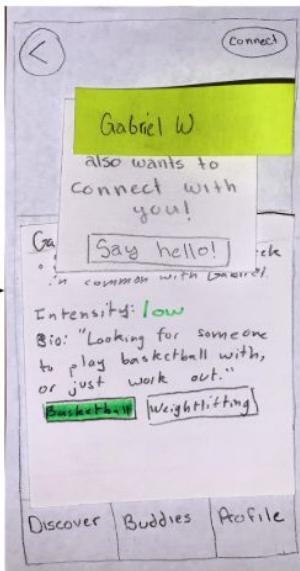 Connect
Gabriel W
also wants to
connect with
you!
Say hello!
Ga
in common with Gabriel
Intensity: low
Bio: "Looking for someone
to play basketball with,
or just work out."
Basketball Weightlifting
Discover Buddies Profile